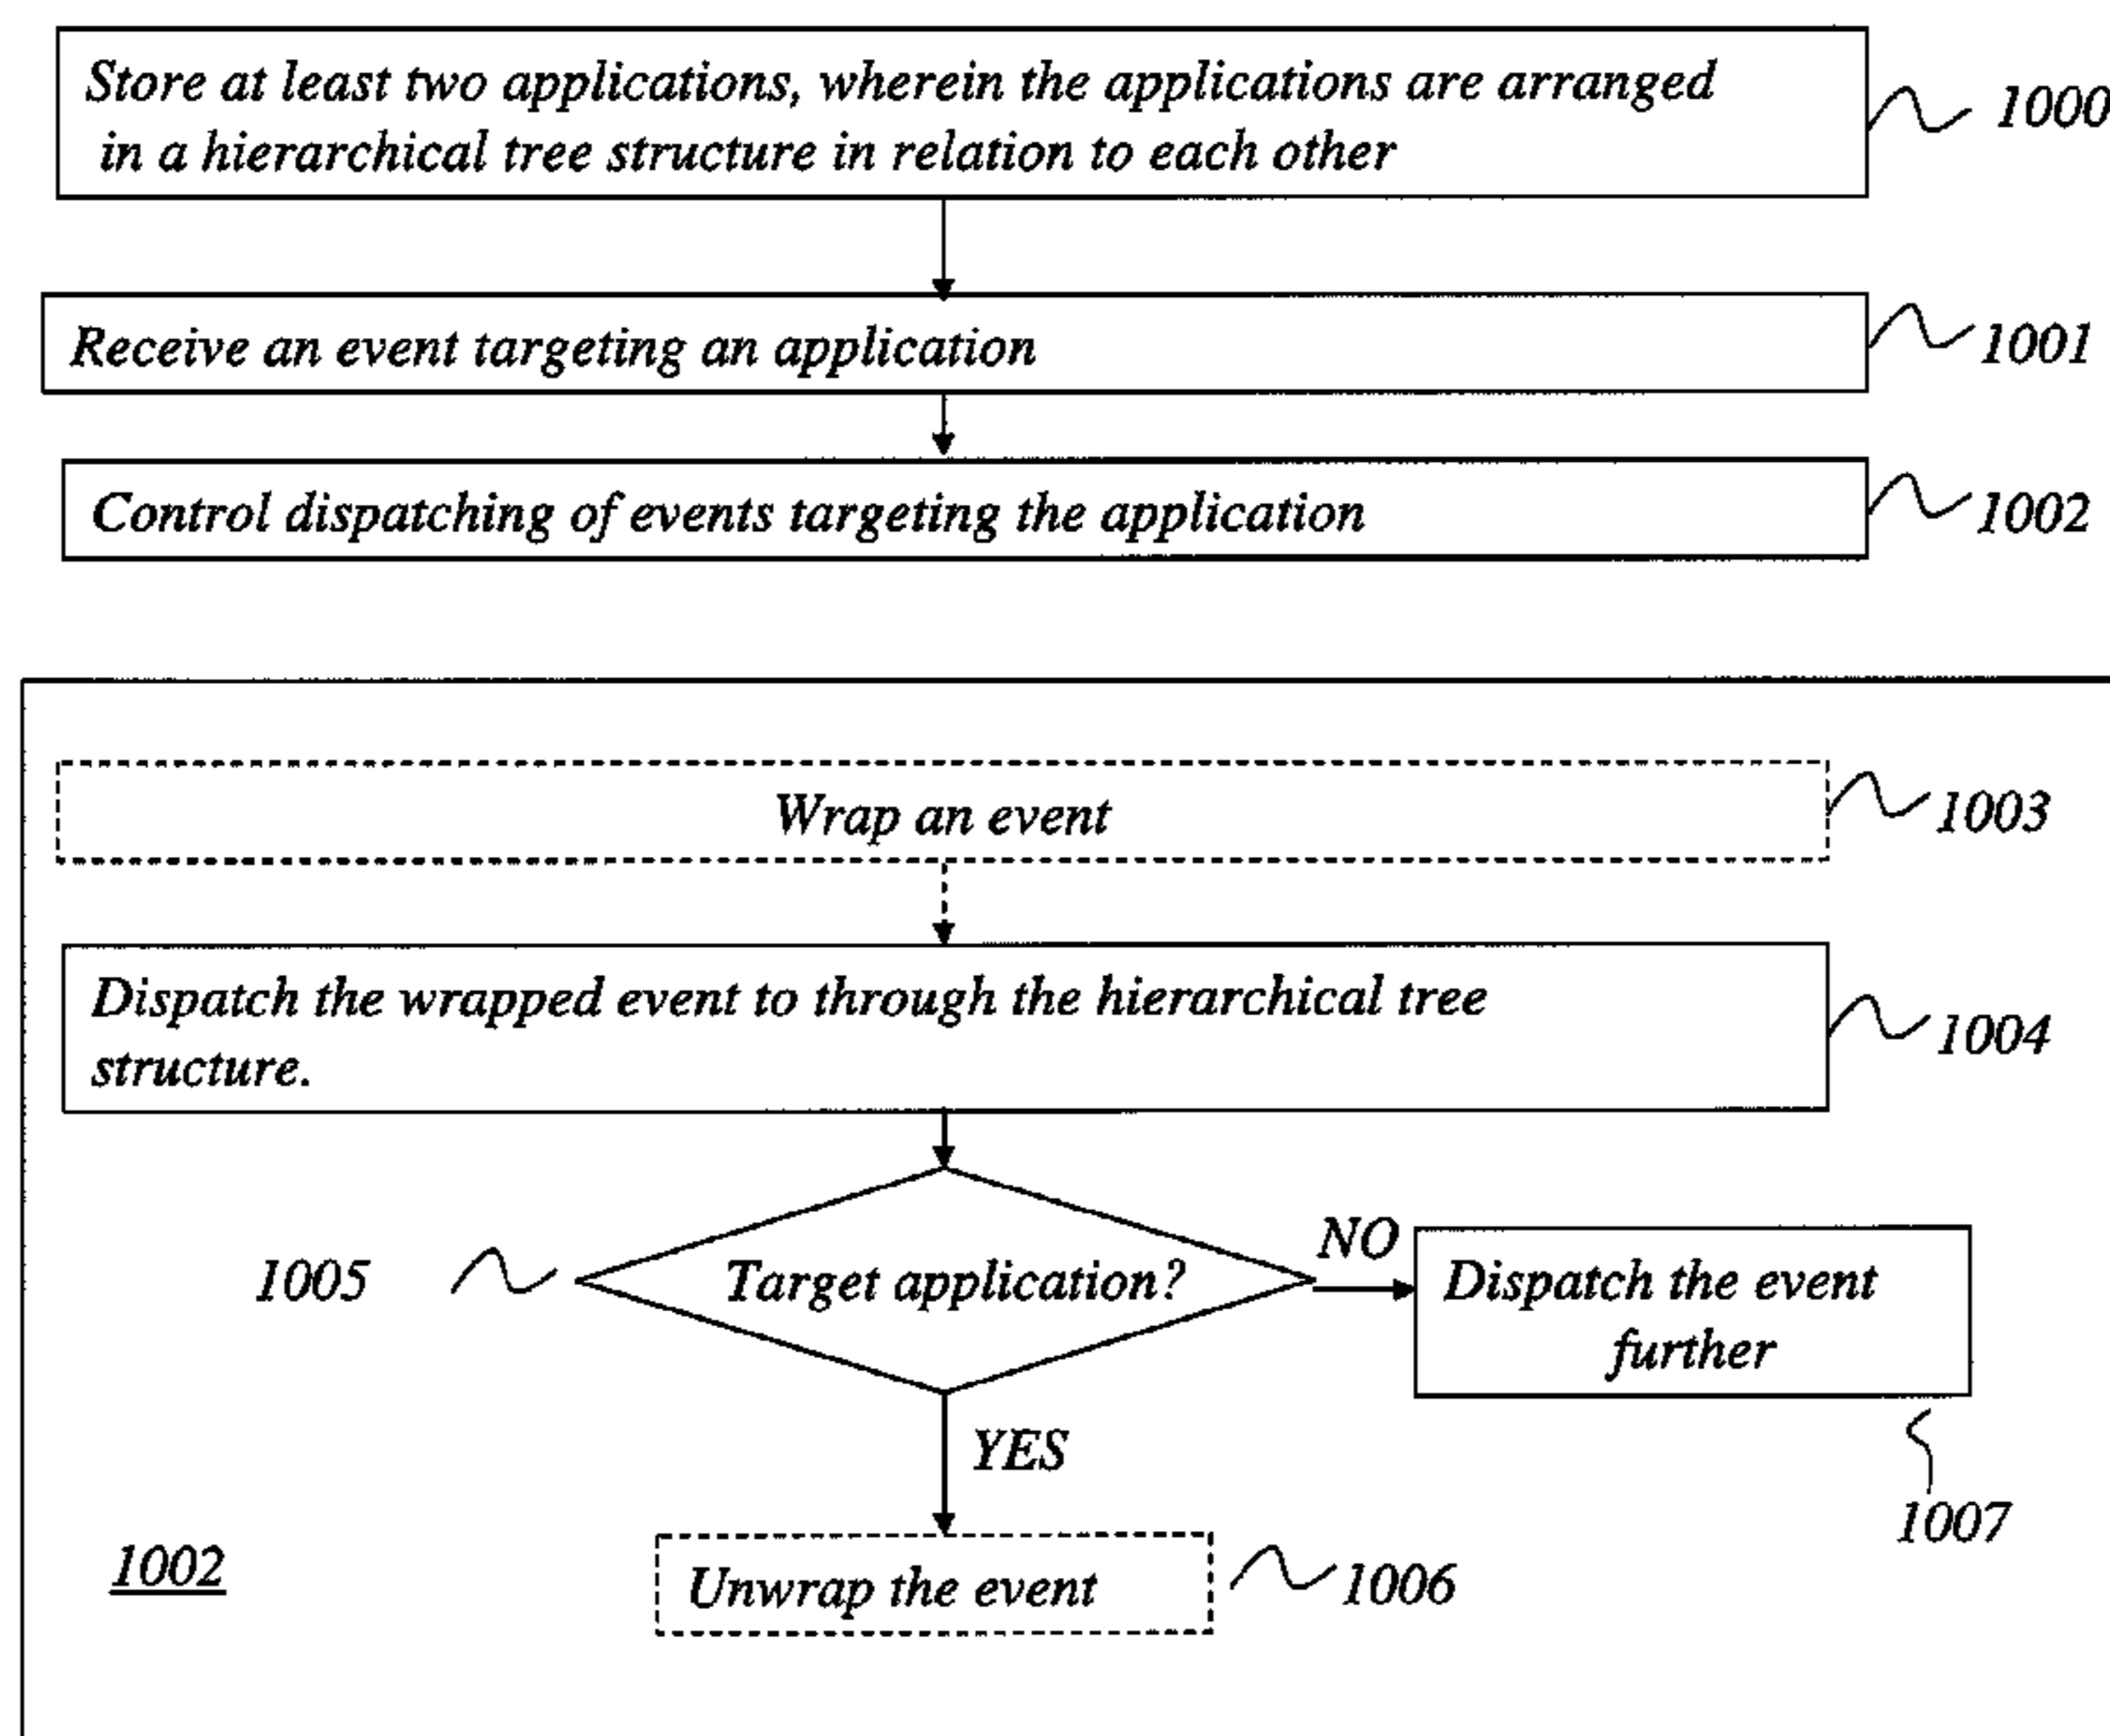 Store at least two applications, wherein the applications are arranged
in a hierarchical tree structure in relation to each other
1000
Receive an event targeting an application
1001
Control dispatching of events targeting the application
1002
Wrap an event
1003
Dispatch the wrapped event to through the hierarchical tree
structure.
1004
1005
Target application?
NO
Dispatch the event
further
YES
1007
1002
Unwrap the event
1006